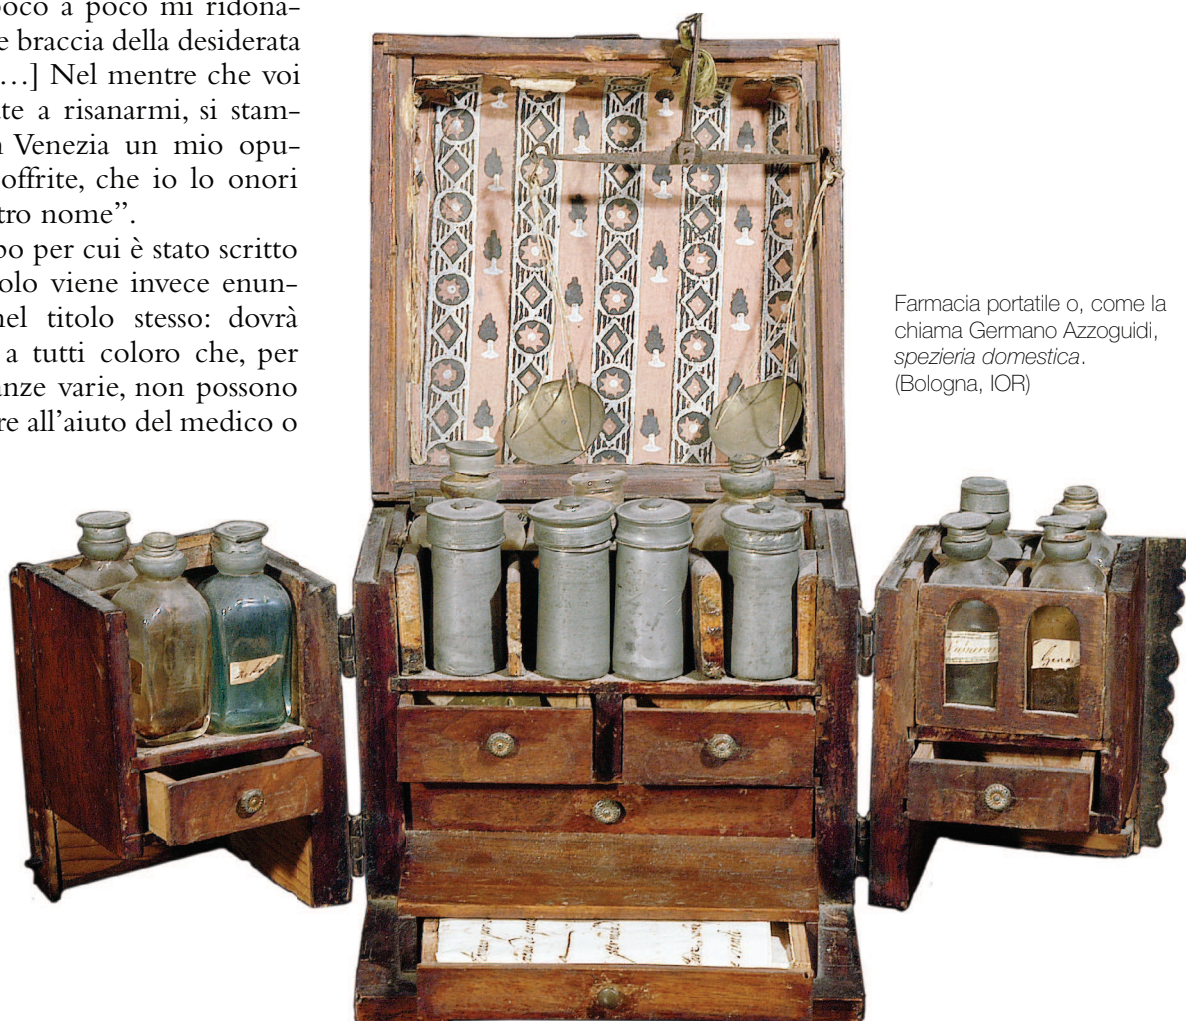 poco a poco mi ridona-
e braccia della desiderata
…] Nel mentre che voi
te a risanarmi, si stam-
n Venezia un mio opu-
offrite, che io lo onori
tro nome”.
po per cui è stato scritto
olo viene invece enun-
nel titolo stesso: dovrà
a tutti coloro che, per
anze varie, non possono
re all’aiuto del medico o
Farmacia portatile o, come la
chiama Germano Azzoguidi,
spezieria domestica.
(Bologna, IOR)